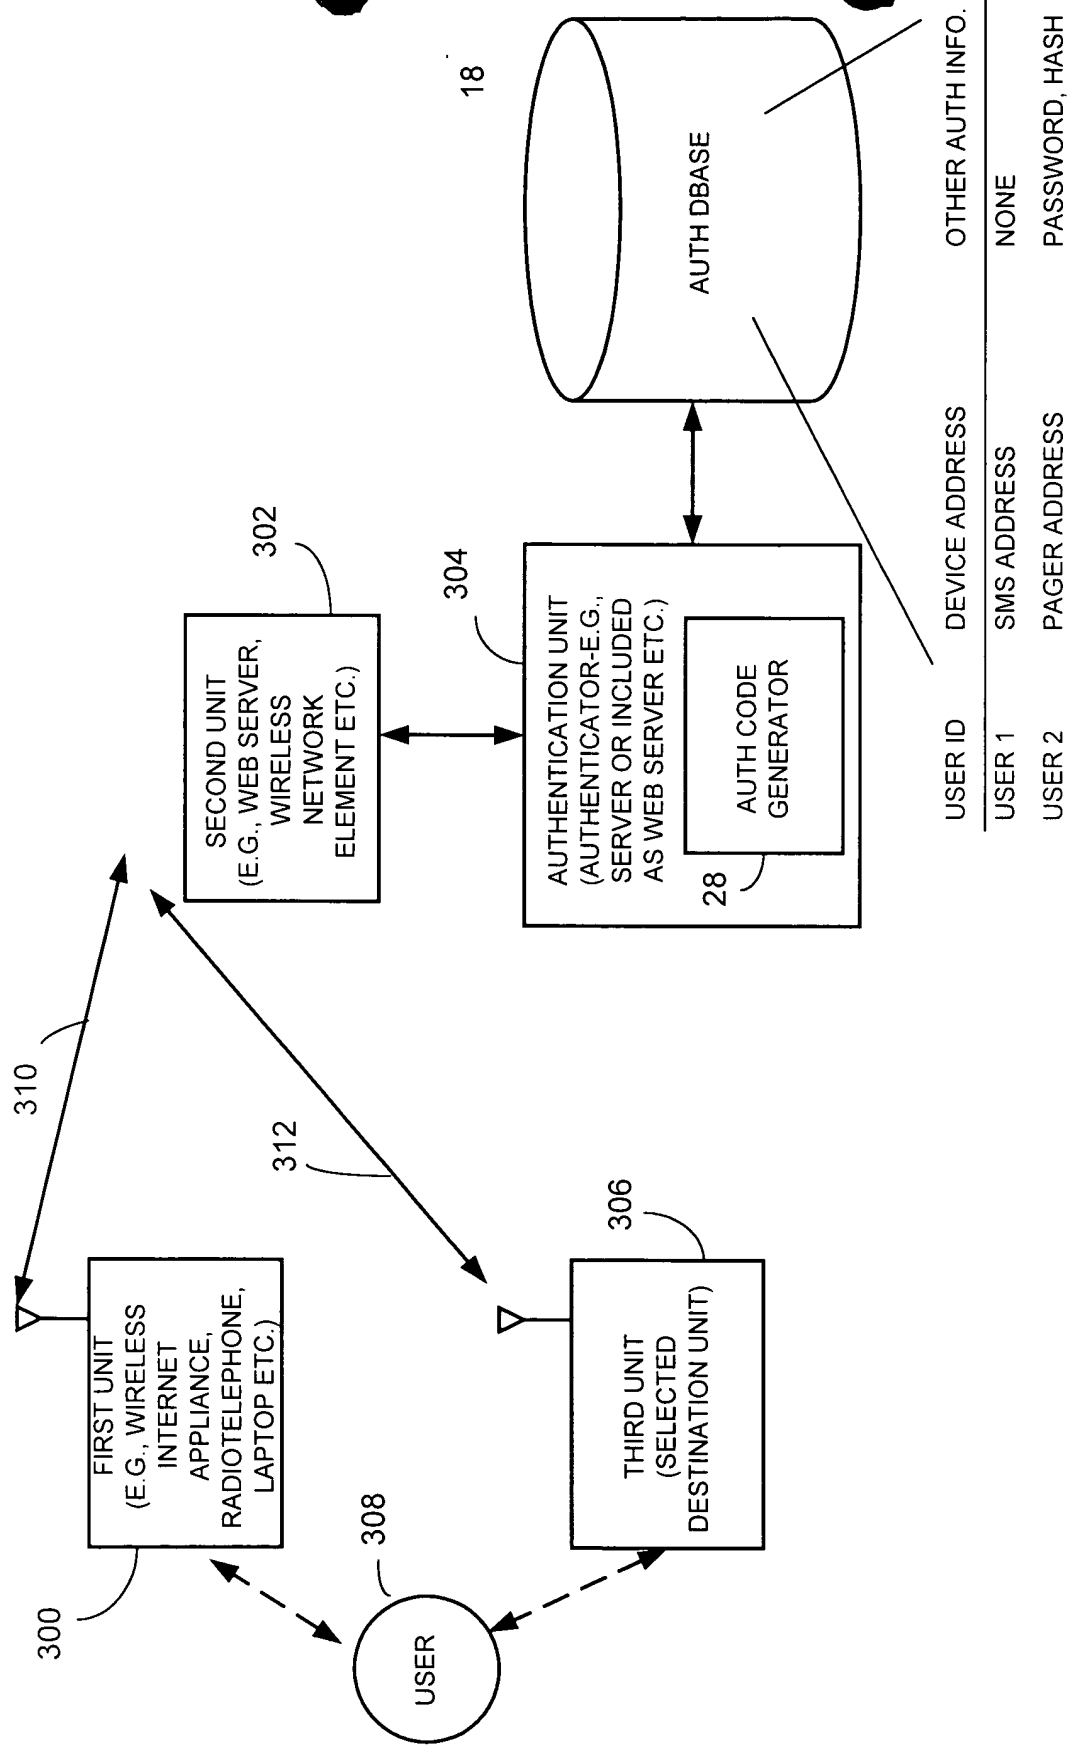 300
FIRST UNIT
(E.G., WIRELESS
INTERNET
APPLIANCE,
RADIOTELEPHONE,
LAPTOP ETC.)
310
302
SECOND UNIT
(E.G., WEB SERVER,
WIRELESS
NETWORK
ELEMENT ETC.)
312
308
USER
306
THIRD UNIT
(SELECTED
DESTINATION UNIT)
304
AUTHENTICATION UNIT
(AUTHENTICATOR-E.G.,
SERVER OR INCLUDED
AS WEB SERVER ETC.)
28
AUTH CODE
GENERATOR
18
AUTH DBASE
USER ID DEVICE ADDRESS OTHER AUTH INFO.
USER 1 SMS ADDRESS NONE
USER 2 PAGER ADDRESS PASSWORD, HASH